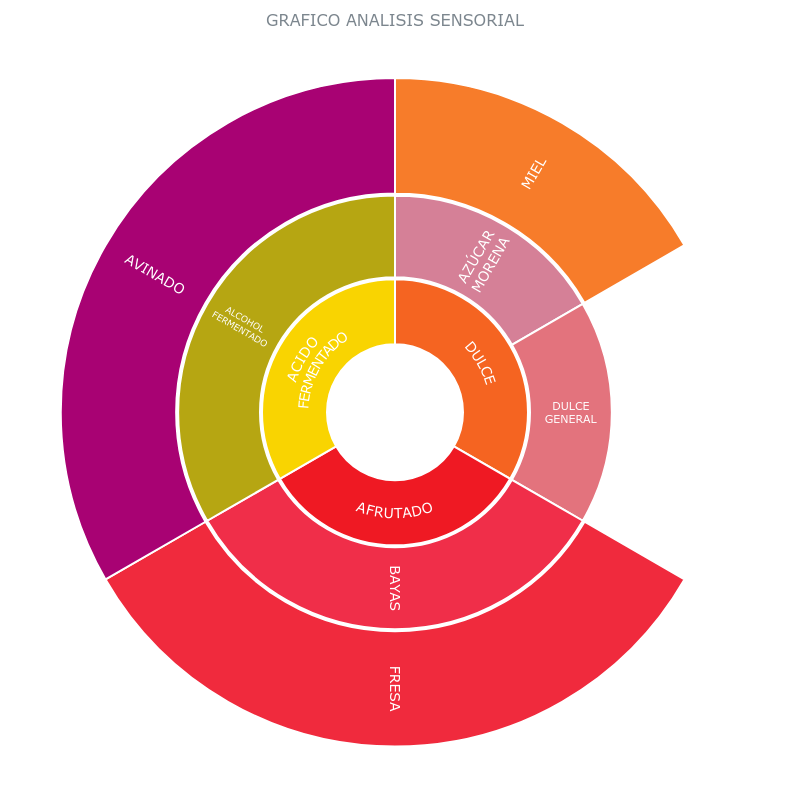 GRAFICO ANALISIS SENSORIAL
MIEL
AZÚCAR
MORENA
DULCE
DULCE
GENERAL
AVINADO
ALCOHOL
FERMENTADO
ACIDO
FERMENTADO
AFRUTADO
BAYAS
FRESA